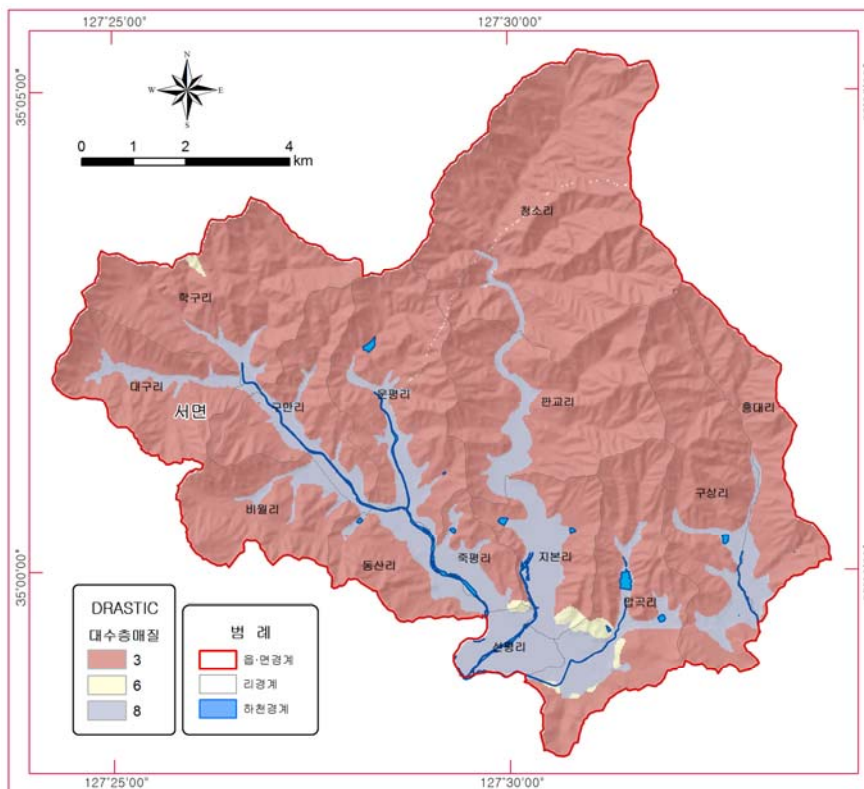 127°25'00" 127°30'00"
35°05'00"
N
W E
S
0 1 2 4
km
청소리
학구리
대구리
서면
구만리
운평리
판교리
흥대리
구상리
비월리
동산리
죽평리
지본리
압곡리
선평리
35°00'00"
DRASTIC
대수층매질
3
6
8
범 례
읍·면경계
리경계
하천경계
127°25'00" 127°30'00"